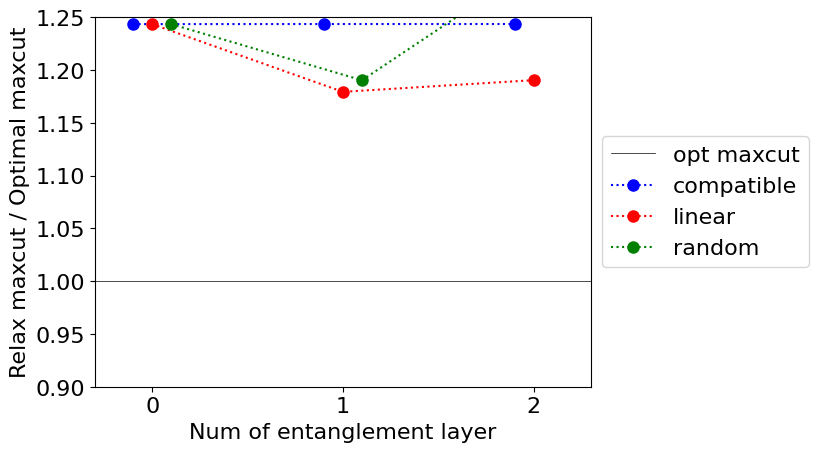 Relax maxcut / Optimal maxcut
1.25
1.20
1.15
1.10
1.05
1.00
0.95
0.90
0
1
2
Num of entanglement layer
opt maxcut
compatible
linear
random